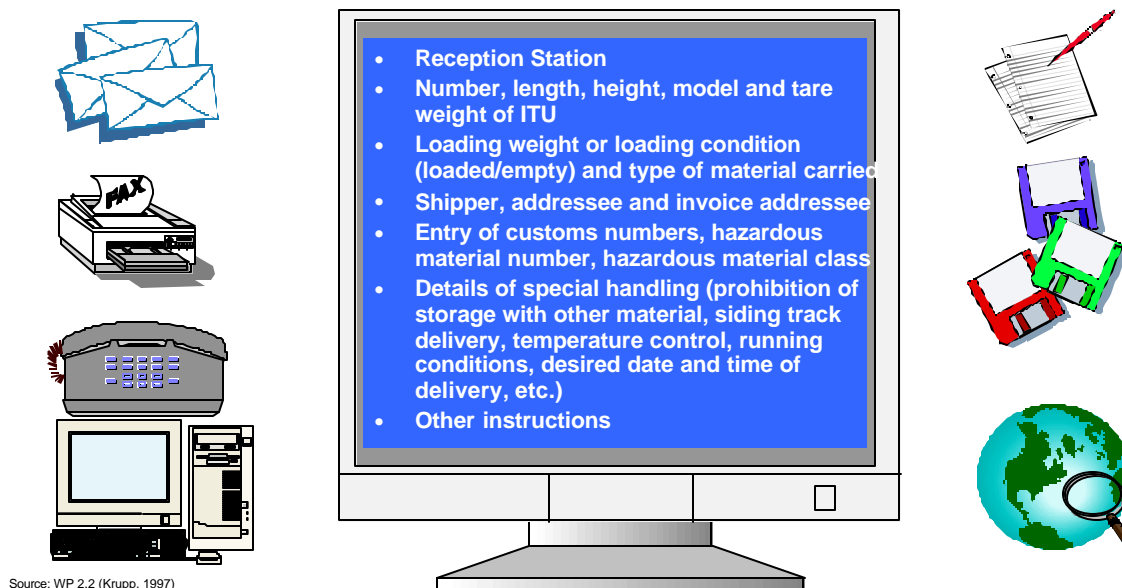 FAX
• Reception Station
• Number, length, height, model and tare
weight of ITU
• Loading weight or loading condition
(loaded/empty) and type of material carried
• Shipper, addressee and invoice addressee
• Entry of customs numbers, hazardous
material number, hazardous material class
• Details of special handling (prohibition of
storage with other material, siding track
delivery, temperature control, running
conditions, desired date and time of
delivery, etc.)
• Other instructions
Source: WP 2.2 (Krupp, 1997)